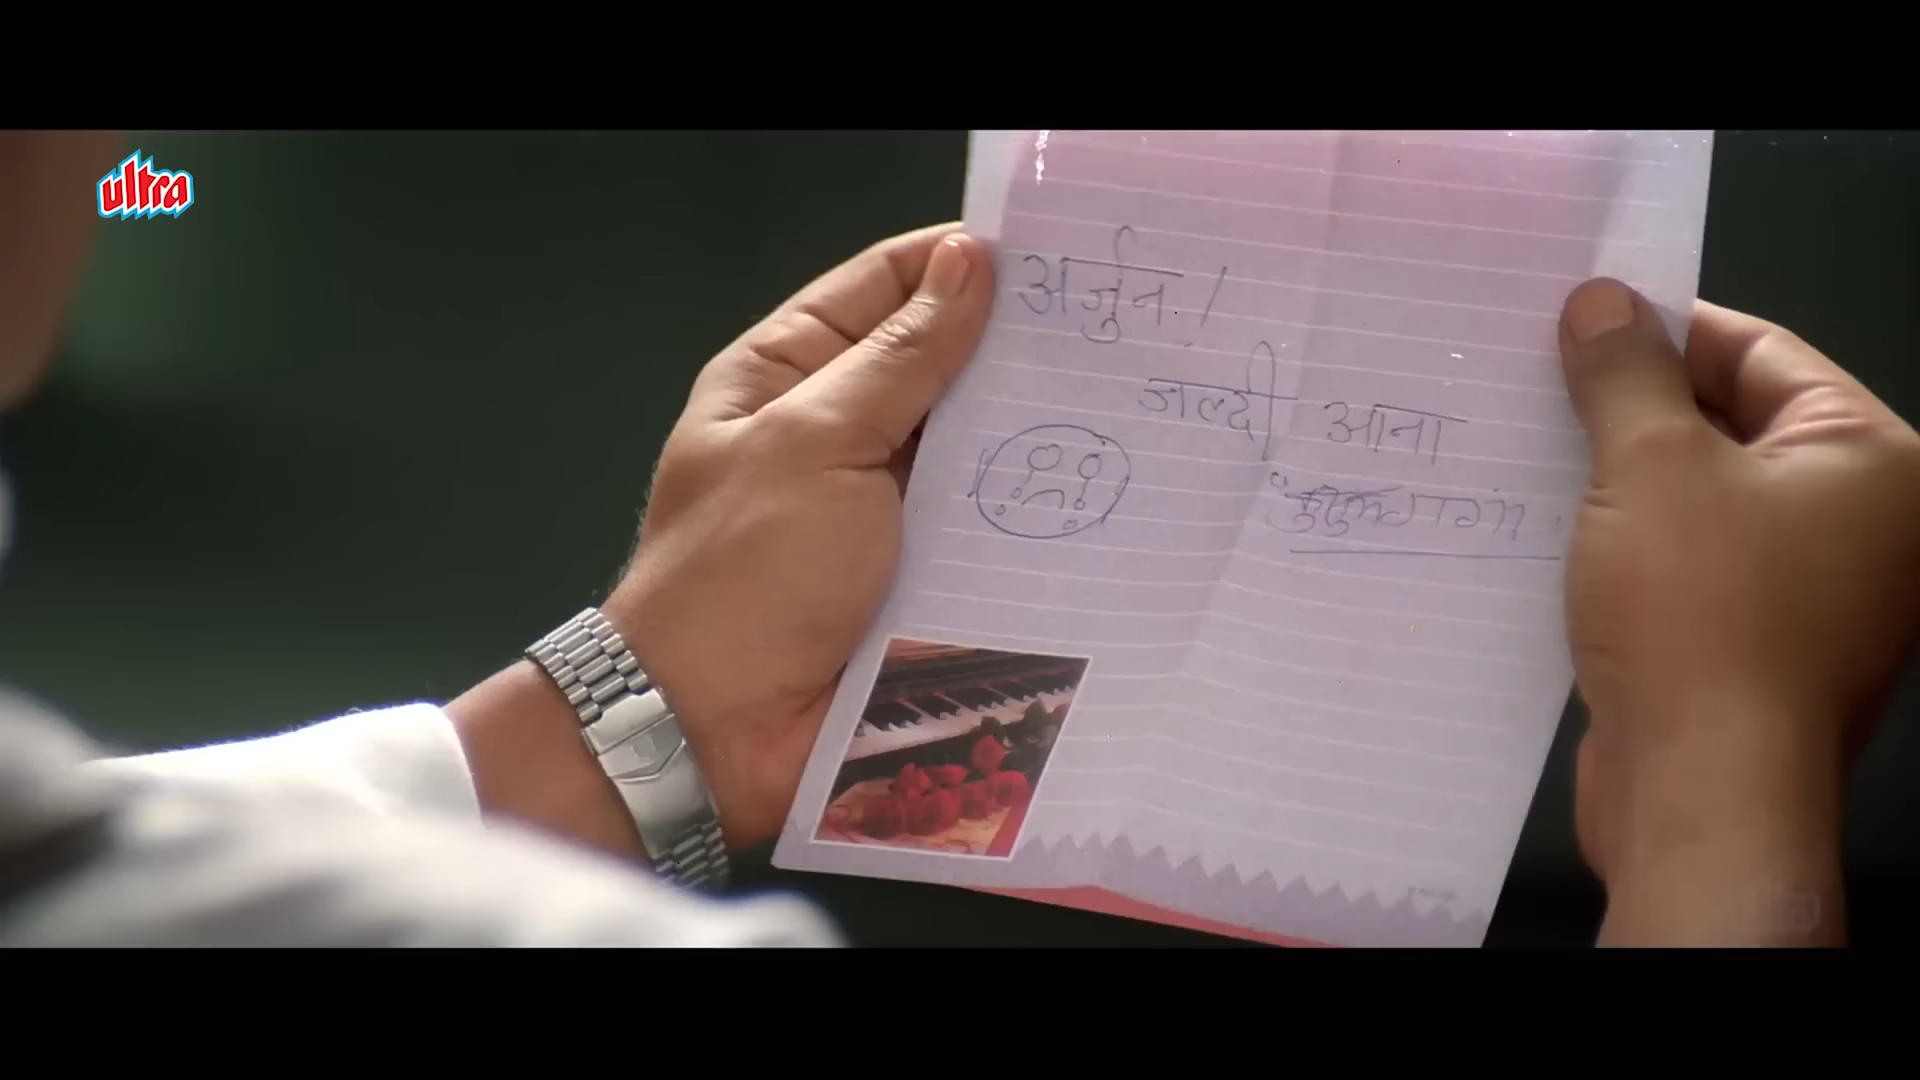 ultra
अर्जुन !
जल्दी आना